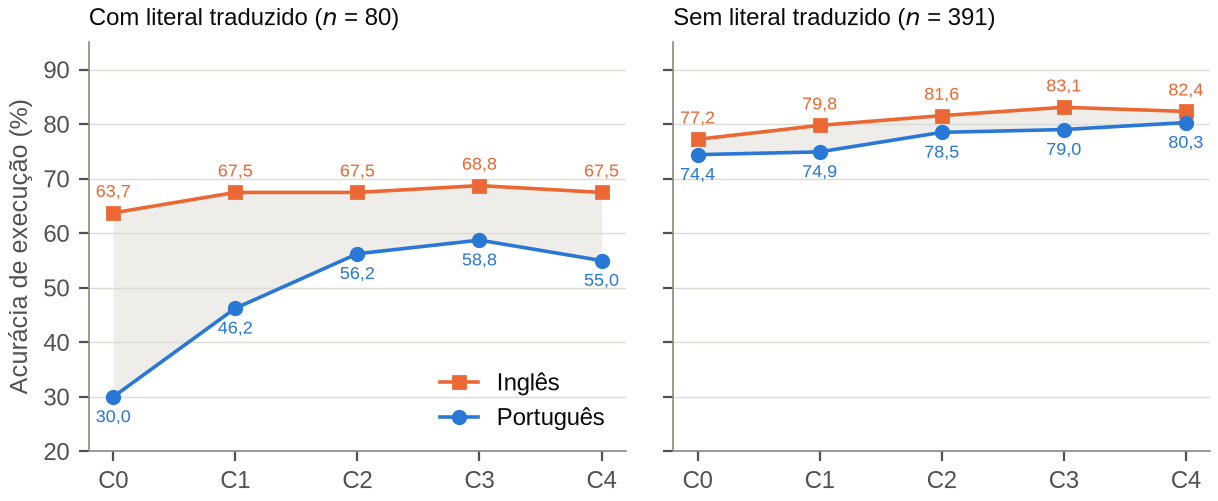 Com literal traduzido (n = 80)
Sem literal traduzido (n = 391)
Acurácia de execução (%)
90
80
70
60
50
40
30
20
63,7
67,5
67,5
68,8
67,5
30,0
46,2
56,2
58,8
55,0
Inglês
Português
C0
C1
C2
C3
C4
77,2
79,8
81,6
83,1
82,4
74,4
74,9
78,5
79,0
80,3
C0
C1
C2
C3
C4